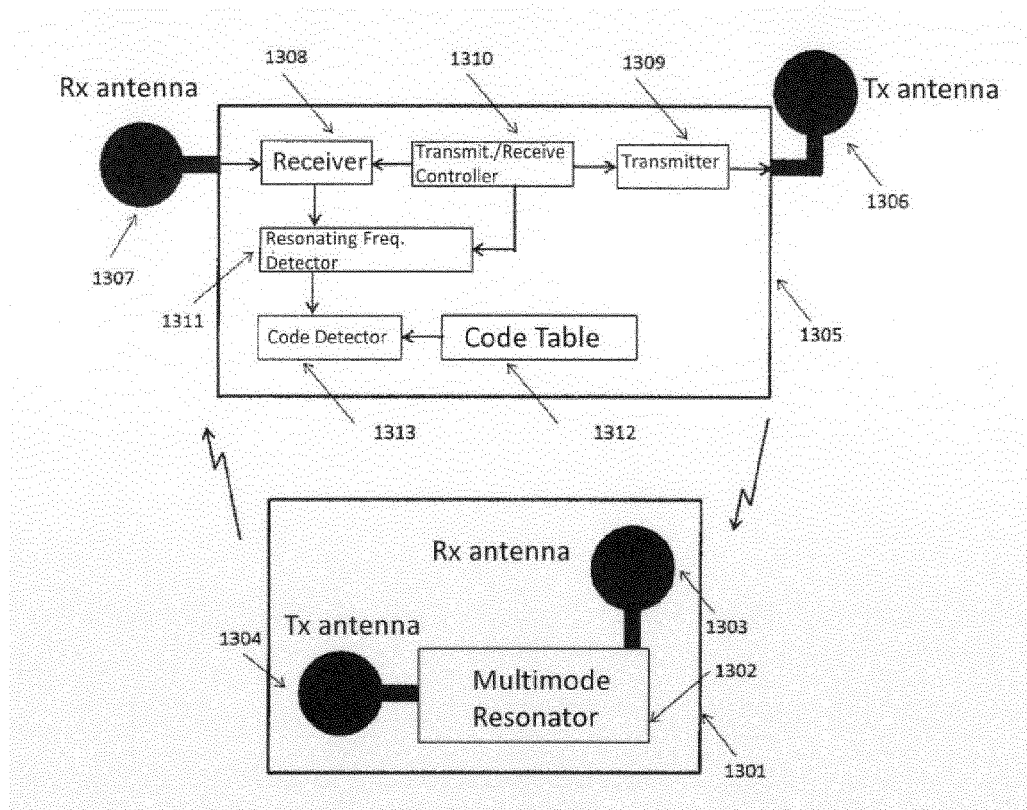 1308
1310
1309
Rx antenna
Tx antenna
Receiver
Transmit./Receive
Controller
Transmitter
1306
Resonating Freq.
Detector
1307
1311
Code Detector
Code Table
1305
1313
1312
Rx antenna
1303
Tx antenna
1304
Multimode
Resonator
1302
1301